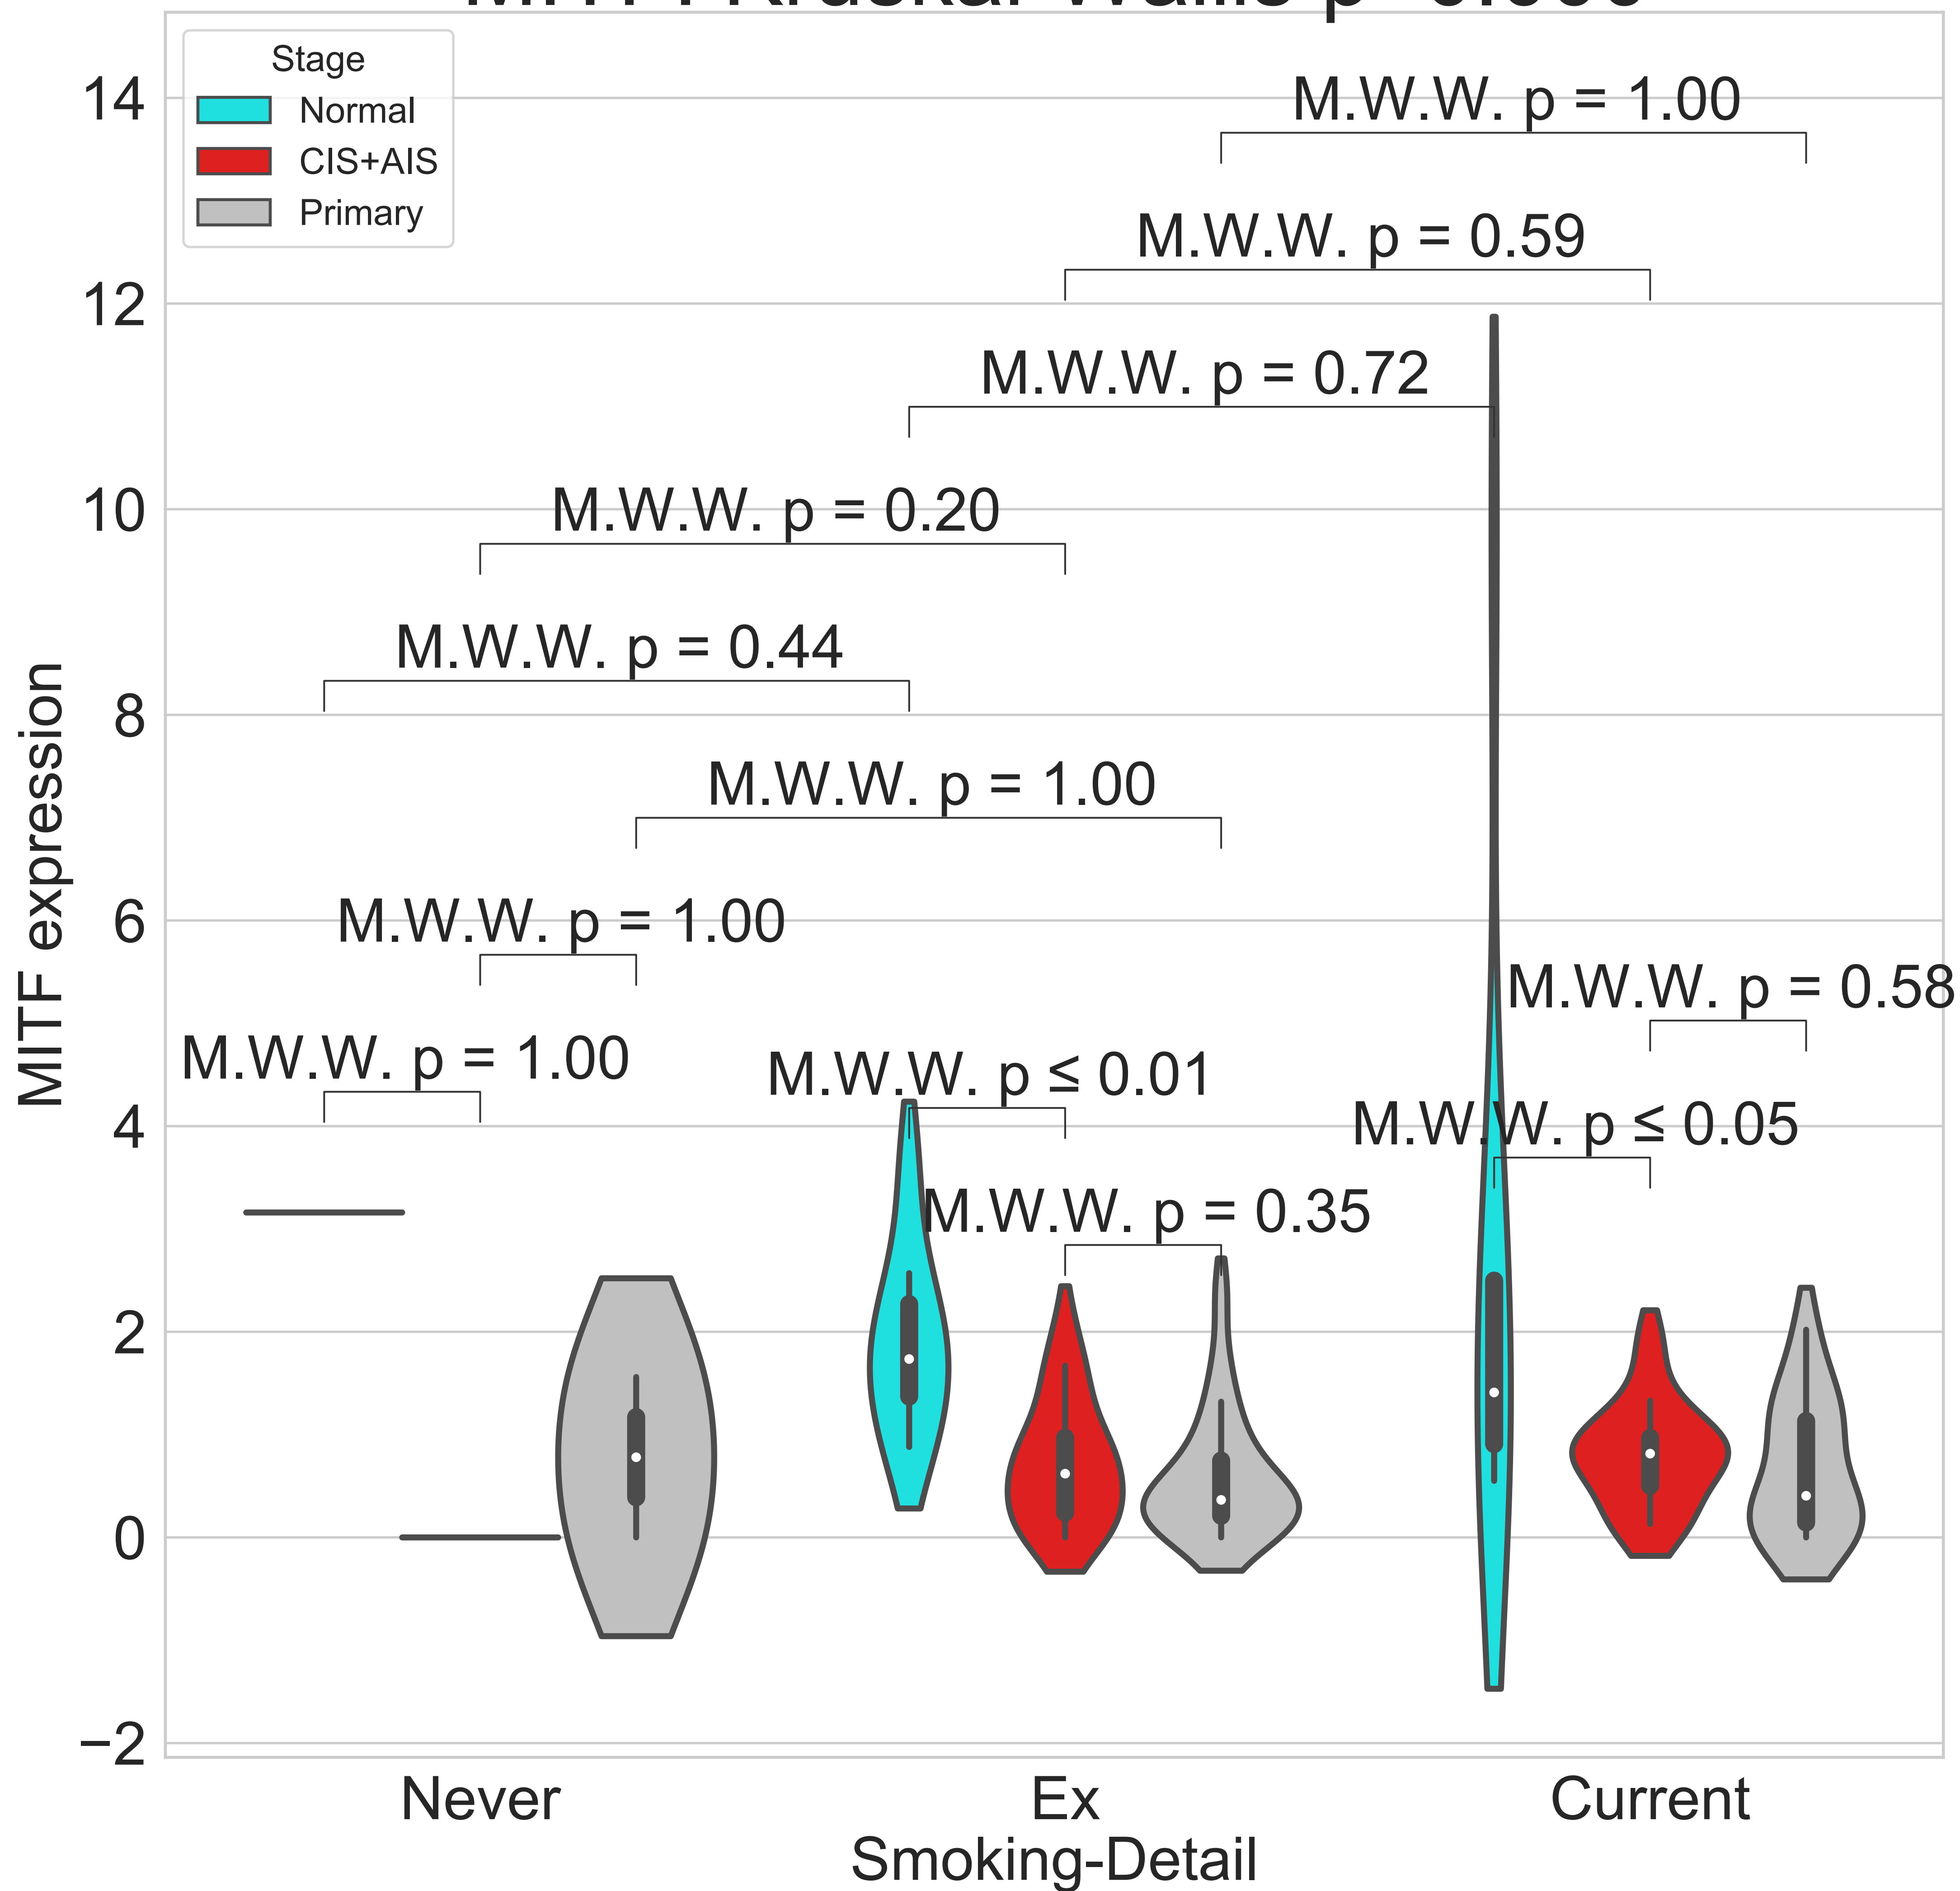 Stage
Normal
CIS+AIS
Primary
M.W.W. p = 1.00
M.W.W. p = 0.59
M.W.W. p = 0.72
M.W.W. p = 0.20
M.W.W. p = 0.44
M.W.W. p = 1.00
M.W.W. p = 1.00
M.W.W. p = 0.58
M.W.W. p = 1.00
M.W.W. p ≤ 0.01
M.W.W. p ≤ 0.05
M.W.W. p = 0.35
14
12
10
8
6
4
2
0
−2
MITF expression
Never
Ex
Current
Smoking-Detail